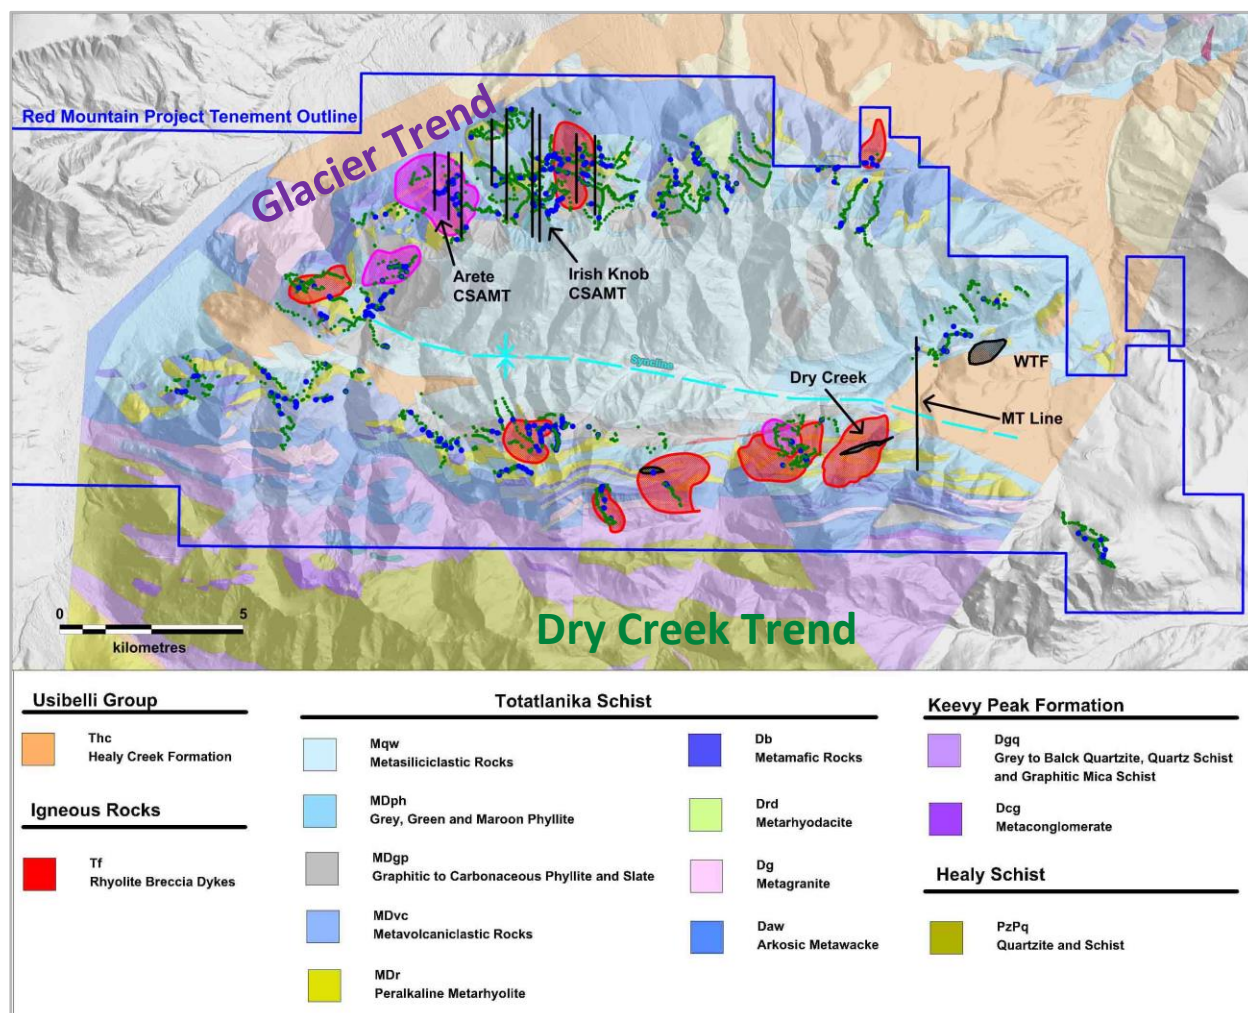 Red Mountain Project Tenement Outline
Glacier Trend
Arete
CSAMT
Irish Knob
CSAMT
Syncline
Dry Creek
WTF
MT Line
0 5
kilometres
Dry Creek Trend
Usibelli Group
Thc
Healy Creek Formation
Igneous Rocks
Tf
Rhyolite Breccia Dykes
Totatlanika Schist
Mqw
Metasiliciclastic Rocks
MDph
Grey, Green and Maroon Phyllite
MDgp
Graphitic to Carbonaceous Phyllite and Slate
MDvc
Metavolcaniclastic Rocks
MDr
Peralkaline Metarhyolite
Db
Metamafic Rocks
Drd
Metarhyodacite
Dg
Metagranite
Daw
Arkosic Metawacke
Keevy Peak Formation
Dgq
Grey to Balck Quartzite, Quartz Schist
and Graphitic Mica Schist
Dcg
Metaconglomerate
Healy Schist
PzPq
Quartzite and Schist